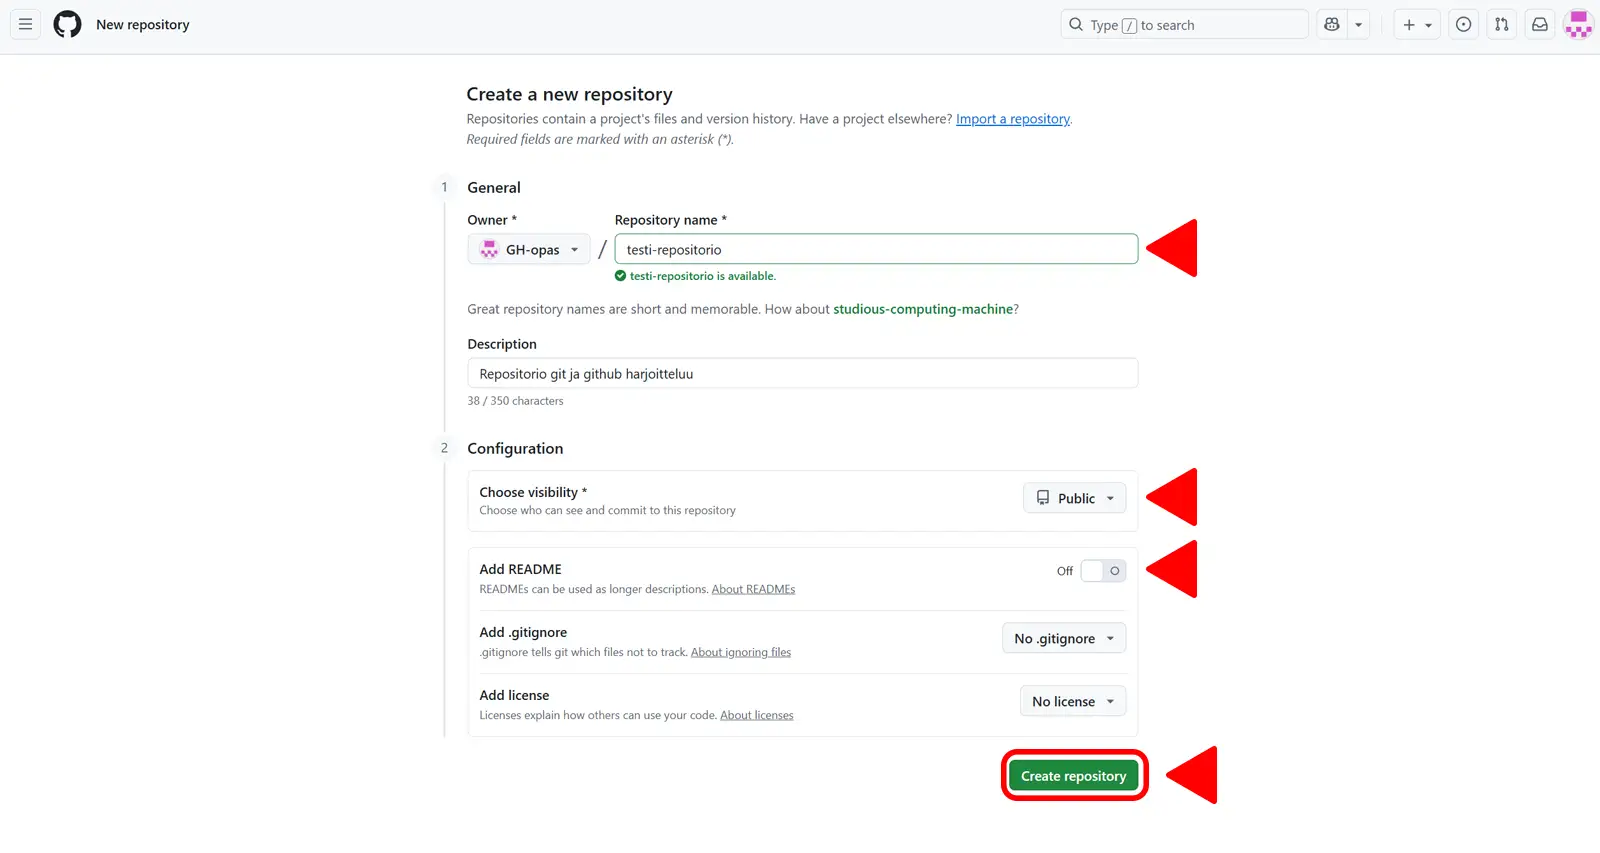 New repository
Type / to search
Create a new repository
Repositories contain a project's files and version history. Have a project elsewhere? Import a repository.
Required fields are marked with an asterisk (*).
1 General
Owner *
Repository name *
GH-opas / testi-repositorio
testi-repositorio is available.
Great repository names are short and memorable. How about studious-computing-machine?
Description
Repositorio git ja github harjoitteluu
38 / 350 characters
2 Configuration
Choose visibility *
Choose who can see and commit to this repository
Public
Add README
READMEs can be used as longer descriptions. About READMEs
Off
Add .gitignore
.gitignore tells git which files not to track. About ignoring files
No .gitignore
Add license
Licenses explain how others can use your code. About licenses
No license
Create repository